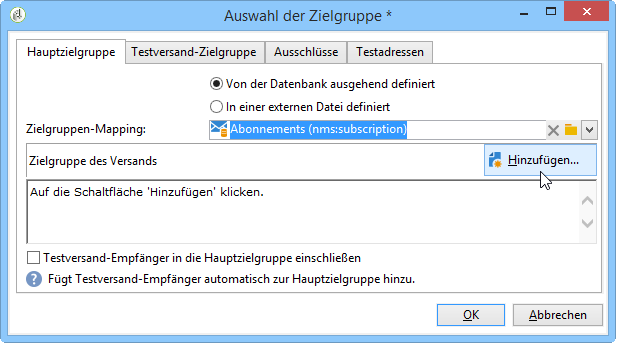 Auswahl der Zielgruppe *
Hauptzielgruppe Testversand-Zielgruppe Ausschlüsse Testadressen
Von der Datenbank ausgehend definiert
In einer externen Datei definiert
Zielgruppen-Mapping: Abonnements (nms:subscription)
Zielgruppe des Versands Hinzufügen...
Auf die Schaltfläche 'Hinzufügen' klicken.
Testversand-Empfänger in die Hauptzielgruppe einschließen
? Fügt Testversand-Empfänger automatisch zur Hauptzielgruppe hinzu.
OK Abbrechen